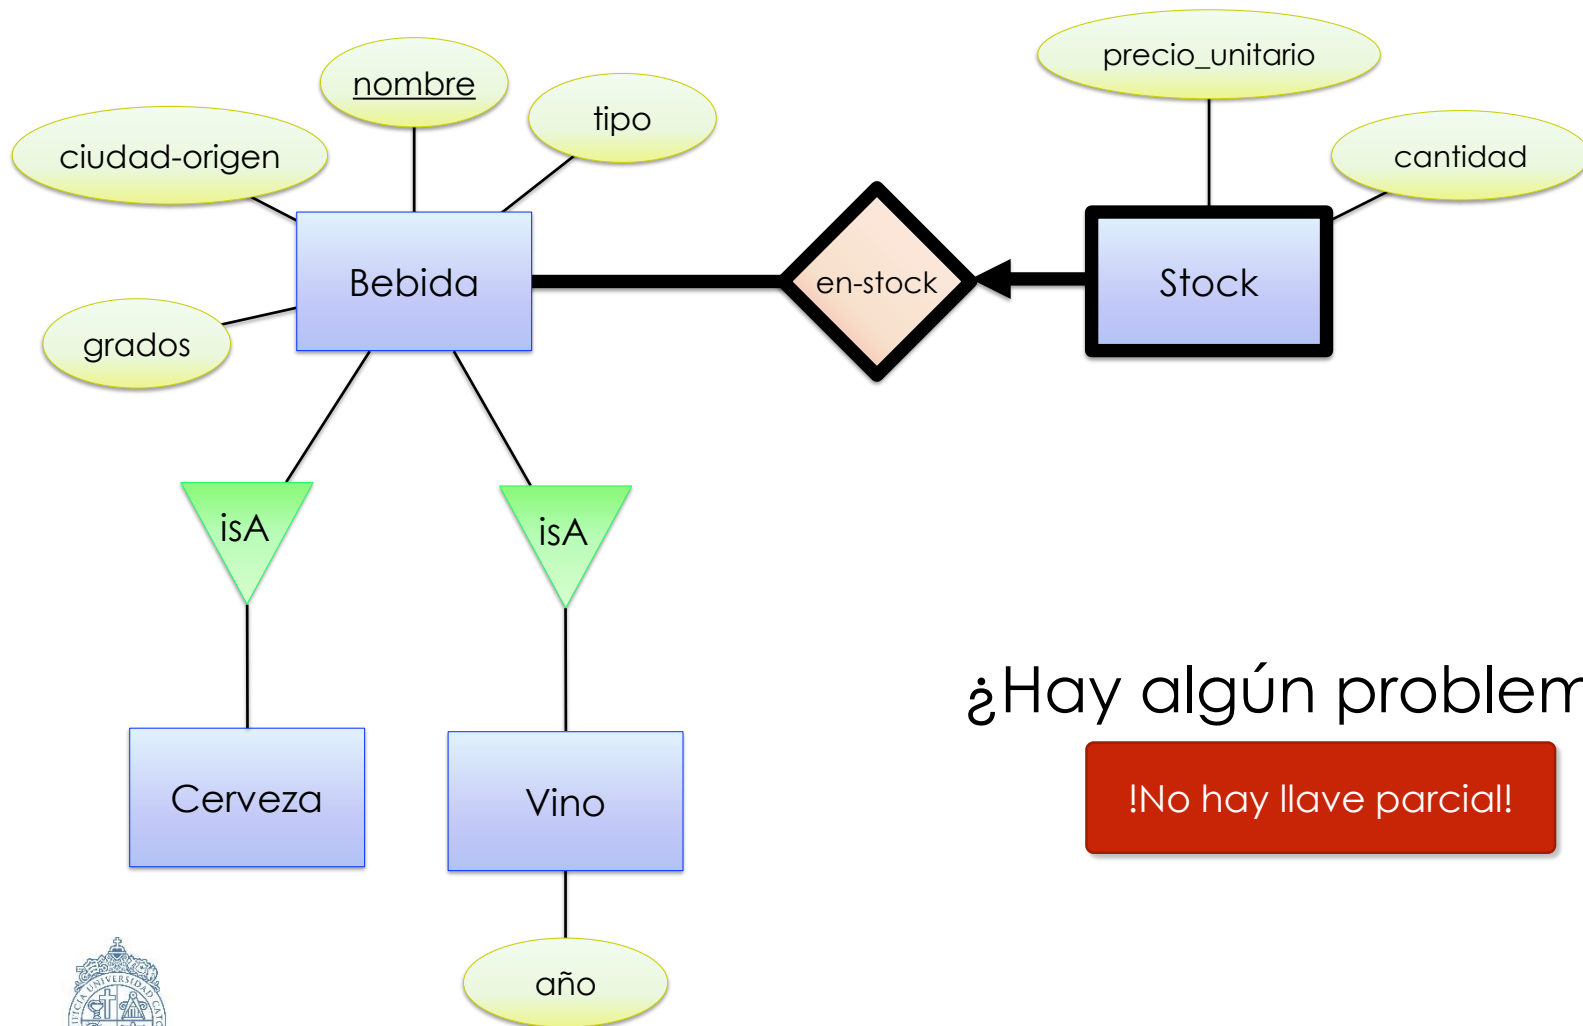 precio_unitario
nombre
tipo
cantidad
ciudad-origen
Bebida
en-stock
Stock
grados
isA
isA
¿Hay algún problem
Cerveza
Vino
!No hay llave parcial!
año